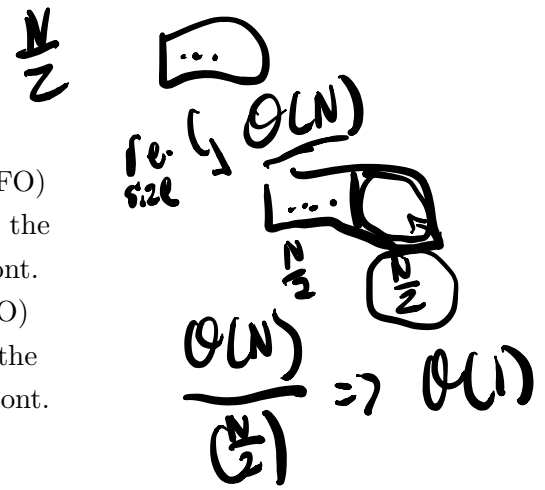 N/2
...
re-
size
Θ(N)
...
N/2
N/2
FO)
the
ont.
O)
the
ont.
Θ(N)
/(N/2) => Θ(1)